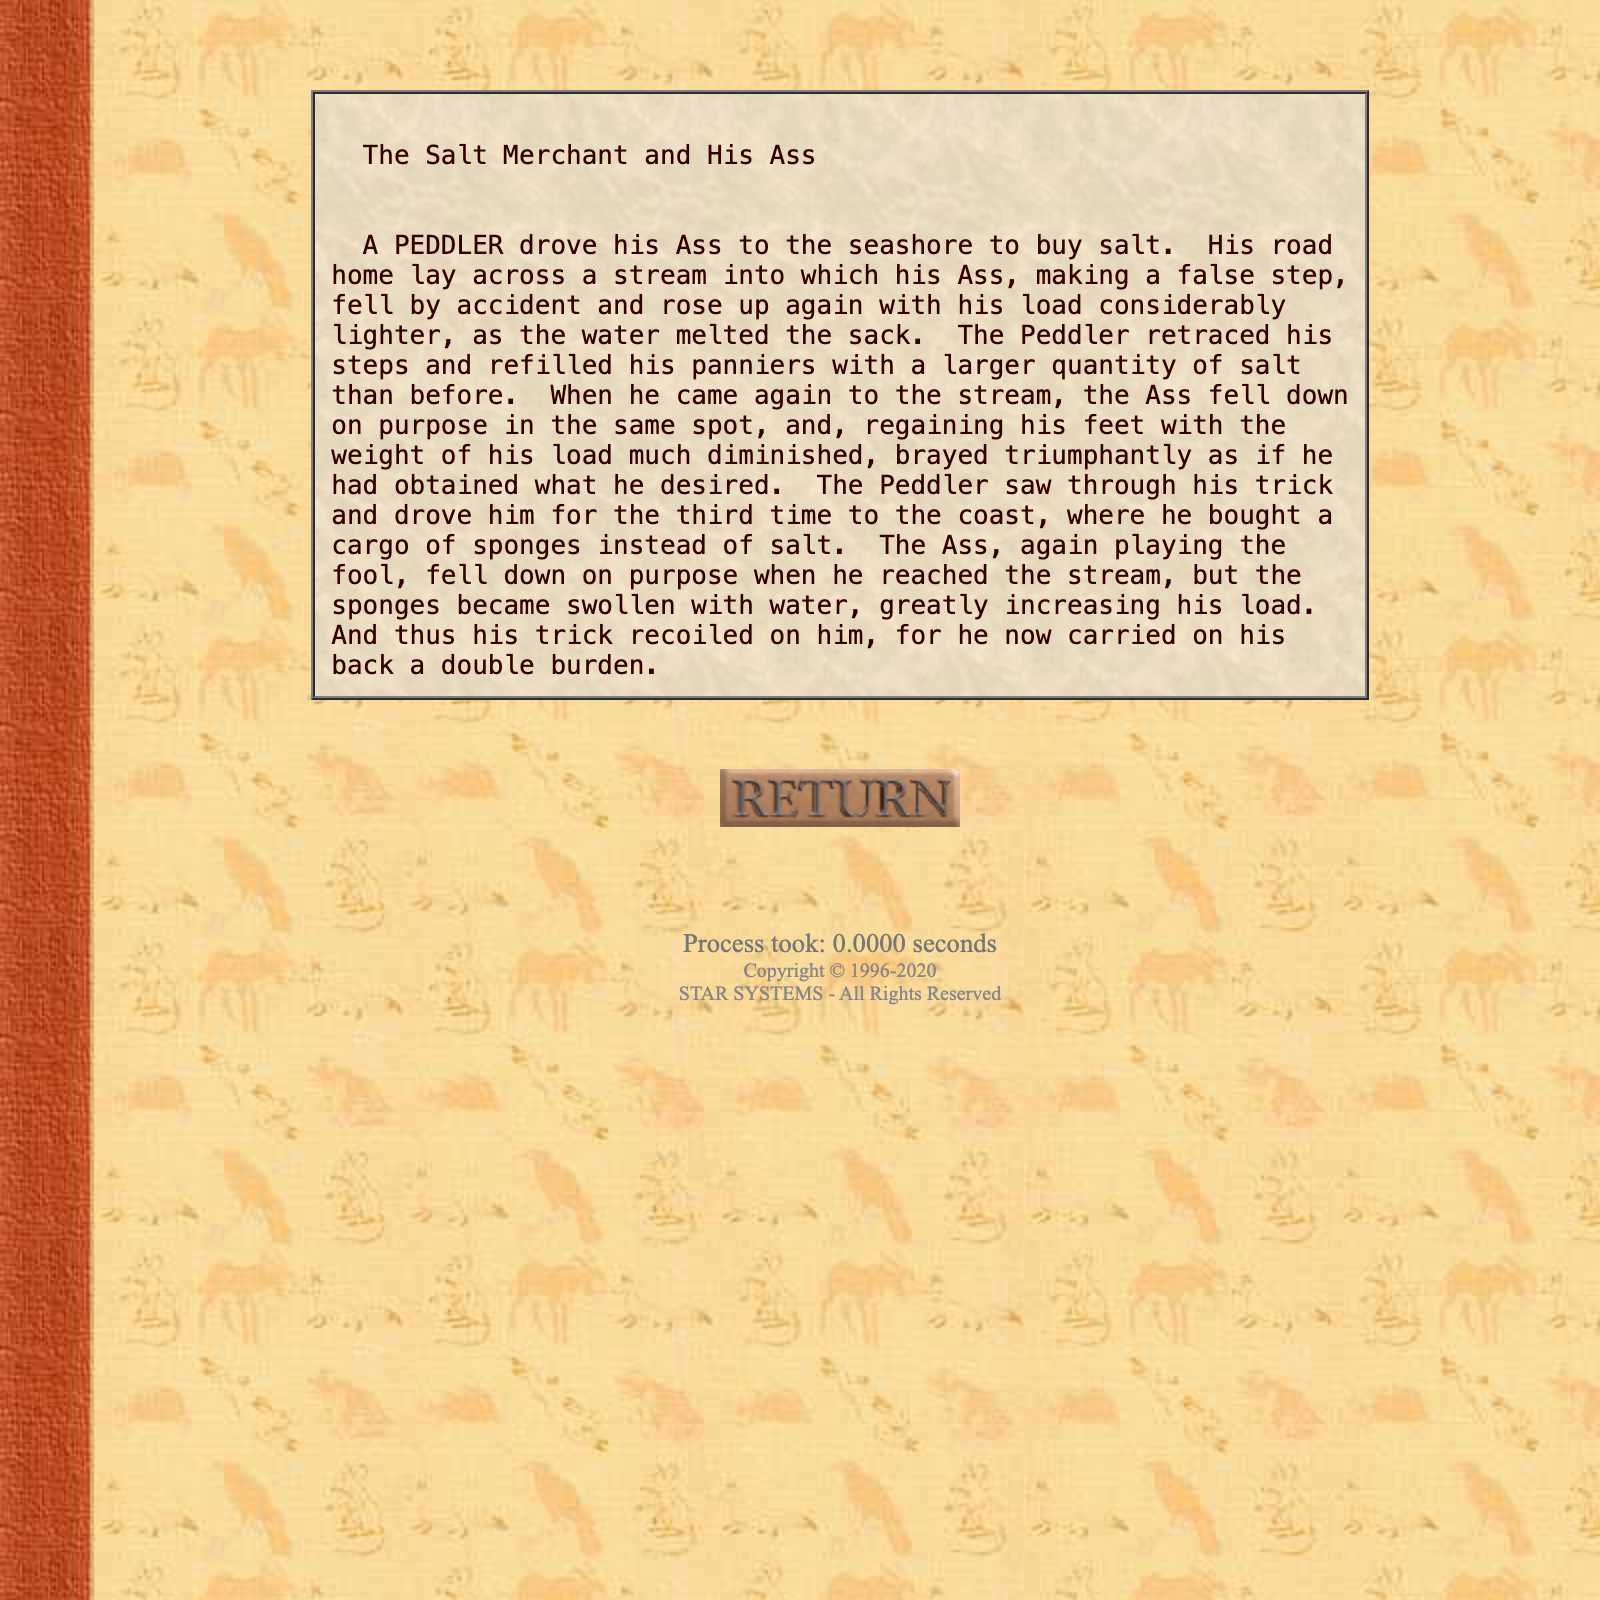 The Salt Merchant and His Ass
A PEDDLER drove his Ass to the seashore to buy salt.  His road
home lay across a stream into which his Ass, making a false step,
fell by accident and rose up again with his load considerably
lighter, as the water melted the sack.  The Peddler retraced his
steps and refilled his panniers with a larger quantity of salt
than before.  When he came again to the stream, the Ass fell down
on purpose in the same spot, and, regaining his feet with the
weight of his load much diminished, brayed triumphantly as if he
had obtained what he desired.  The Peddler saw through his trick
and drove him for the third time to the coast, where he bought a
cargo of sponges instead of salt.  The Ass, again playing the
fool, fell down on purpose when he reached the stream, but the
sponges became swollen with water, greatly increasing his load.
And thus his trick recoiled on him, for he now carried on his
back a double burden.
RETURN
Process took: 0.0000 seconds
Copyright © 1996-2020
STAR SYSTEMS - All Rights Reserved